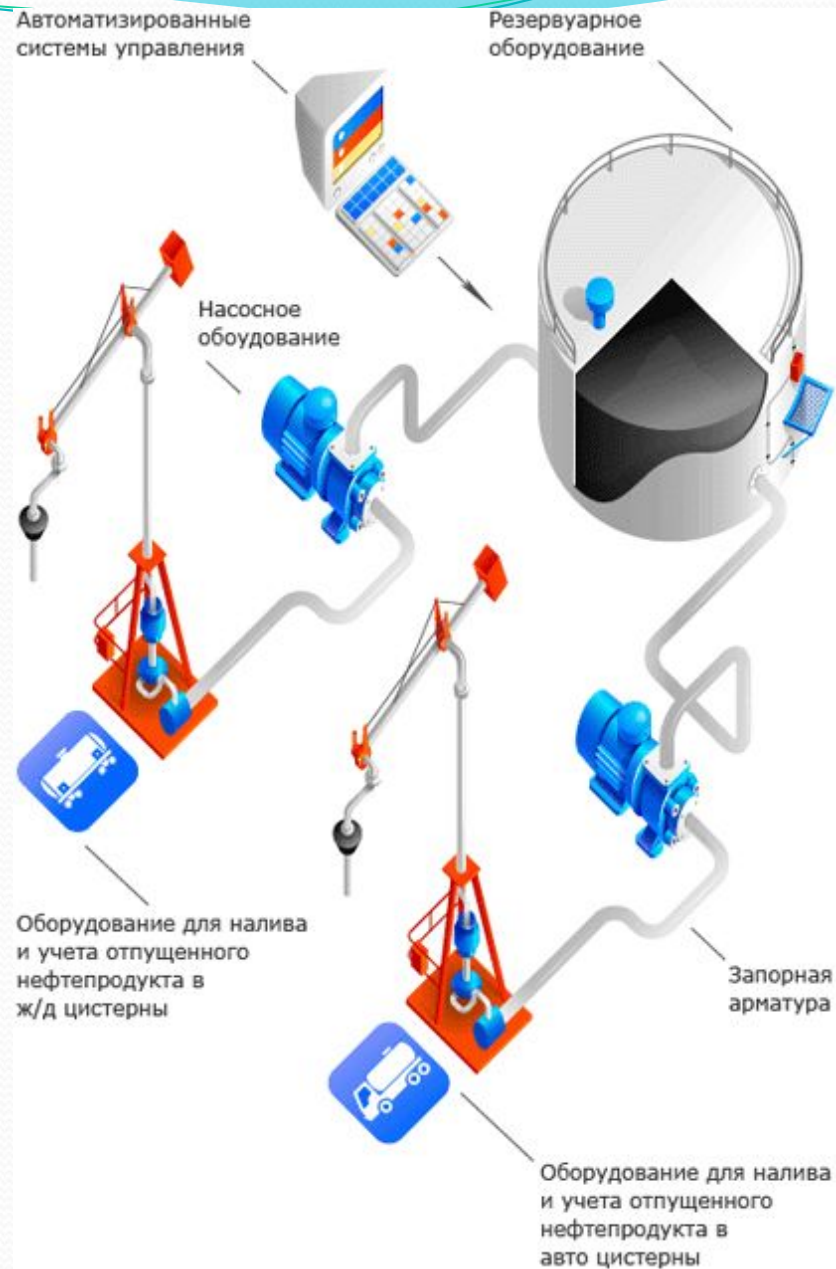 Автоматизированные
системы управления
Резервуарное
оборудование
Насосное
обоудование
Оборудование для налива
и учета отпущенного
нефтепродукта в
ж/д цистерны
Запорная
арматура
Оборудование для налива
и учета отпущенного
нефтепродукта в
авто цистерны